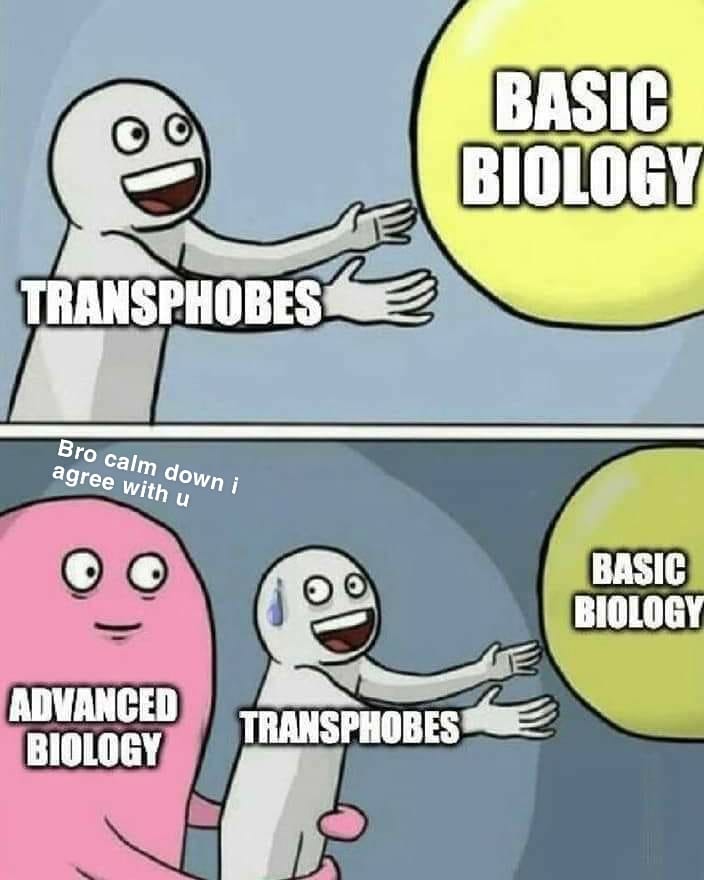 BASIC
BIOLOGY
TRANSPHOBES
Bro calm down i
agree with u
BASIC
BIOLOGY
ADVANCED
BIOLOGY
TRANSPHOBES